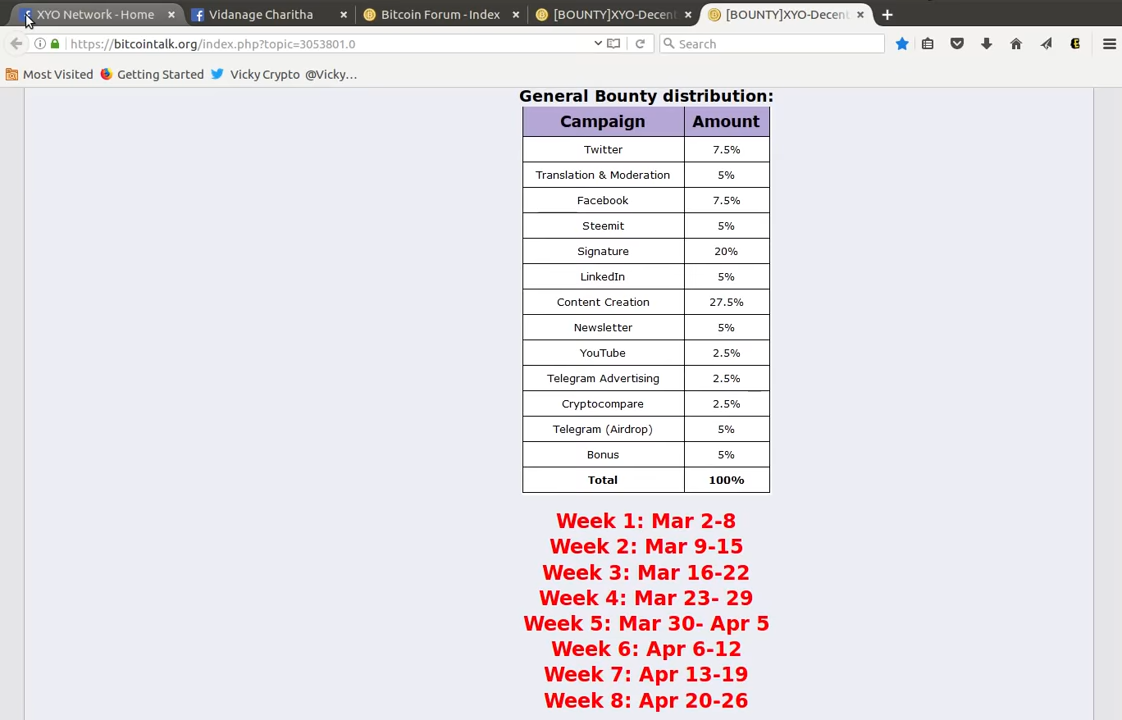 XYO Network - Home
Vidanage Charitha
Bitcoin Forum - Index
[BOUNTY]XYO-Decent
[BOUNTY]XYO-Decent
https://bitcointalk.org/index.php?topic=3053801.0
Search
Most Visited
Getting Started
Vicky Crypto @Vicky…
General Bounty distribution:
Campaign Amount
Twitter 7.5%
Translation & Moderation 5%
Facebook 7.5%
Steemit 5%
Signature 20%
LinkedIn 5%
Content Creation 27.5%
Newsletter 5%
YouTube 2.5%
Telegram Advertising 2.5%
Cryptocompare 2.5%
Telegram (Airdrop) 5%
Bonus 5%
Total 100%
Week 1: Mar 2-8
Week 2: Mar 9-15
Week 3: Mar 16-22
Week 4: Mar 23- 29
Week 5: Mar 30- Apr 5
Week 6: Apr 6-12
Week 7: Apr 13-19
Week 8: Apr 20-26